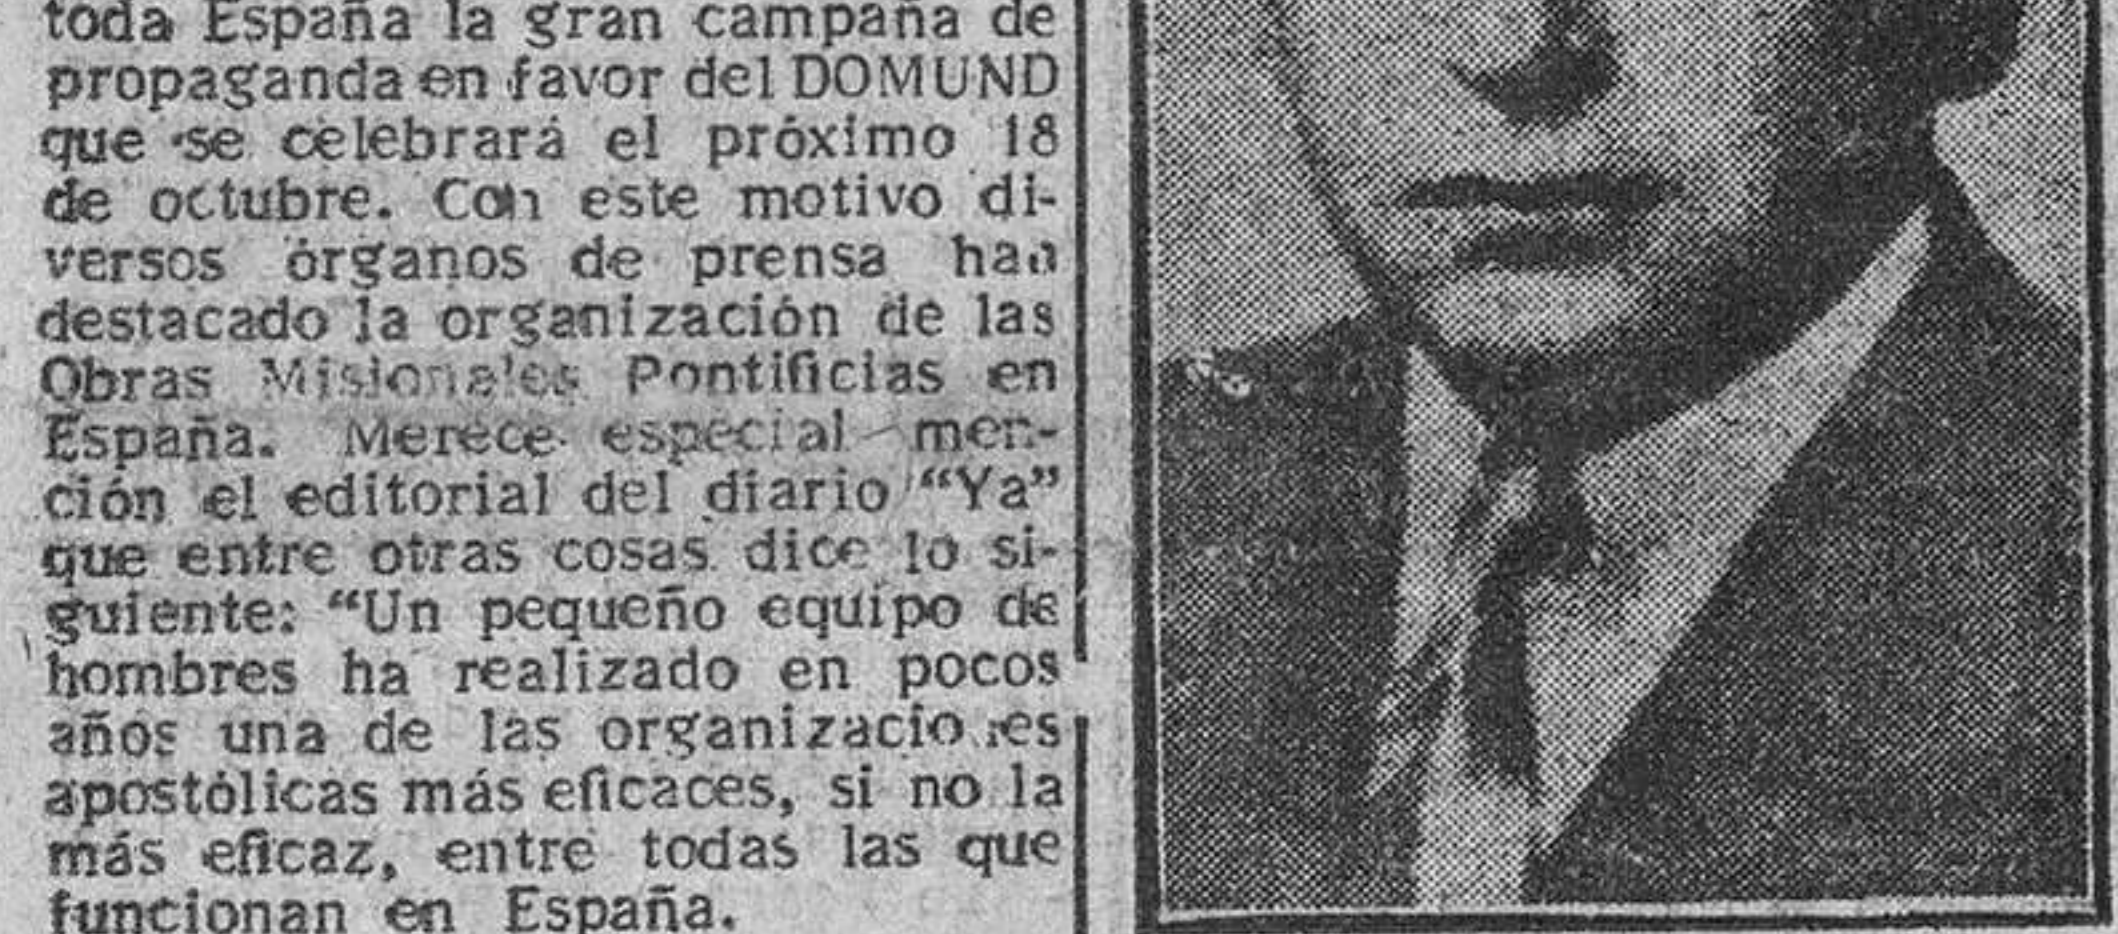 toda España la gran campaña de
propaganda en favor del DOMUND
que se celebrará el próximo 18
de octubre. Con este motivo di-
versos órganos de prensa han
destacado la organización de las
Obras Misionales Pontificias en
España. Merece especial men-
ción el editorial del diario “Ya”
que entre otras cosas dice lo si-
guiente: “Un pequeño equipo de
hombres ha realizado en pocos
años una de las organizaciones
apostólicas más eficaces, si no la
más eficaz, entre todas las que
funcionan en España.